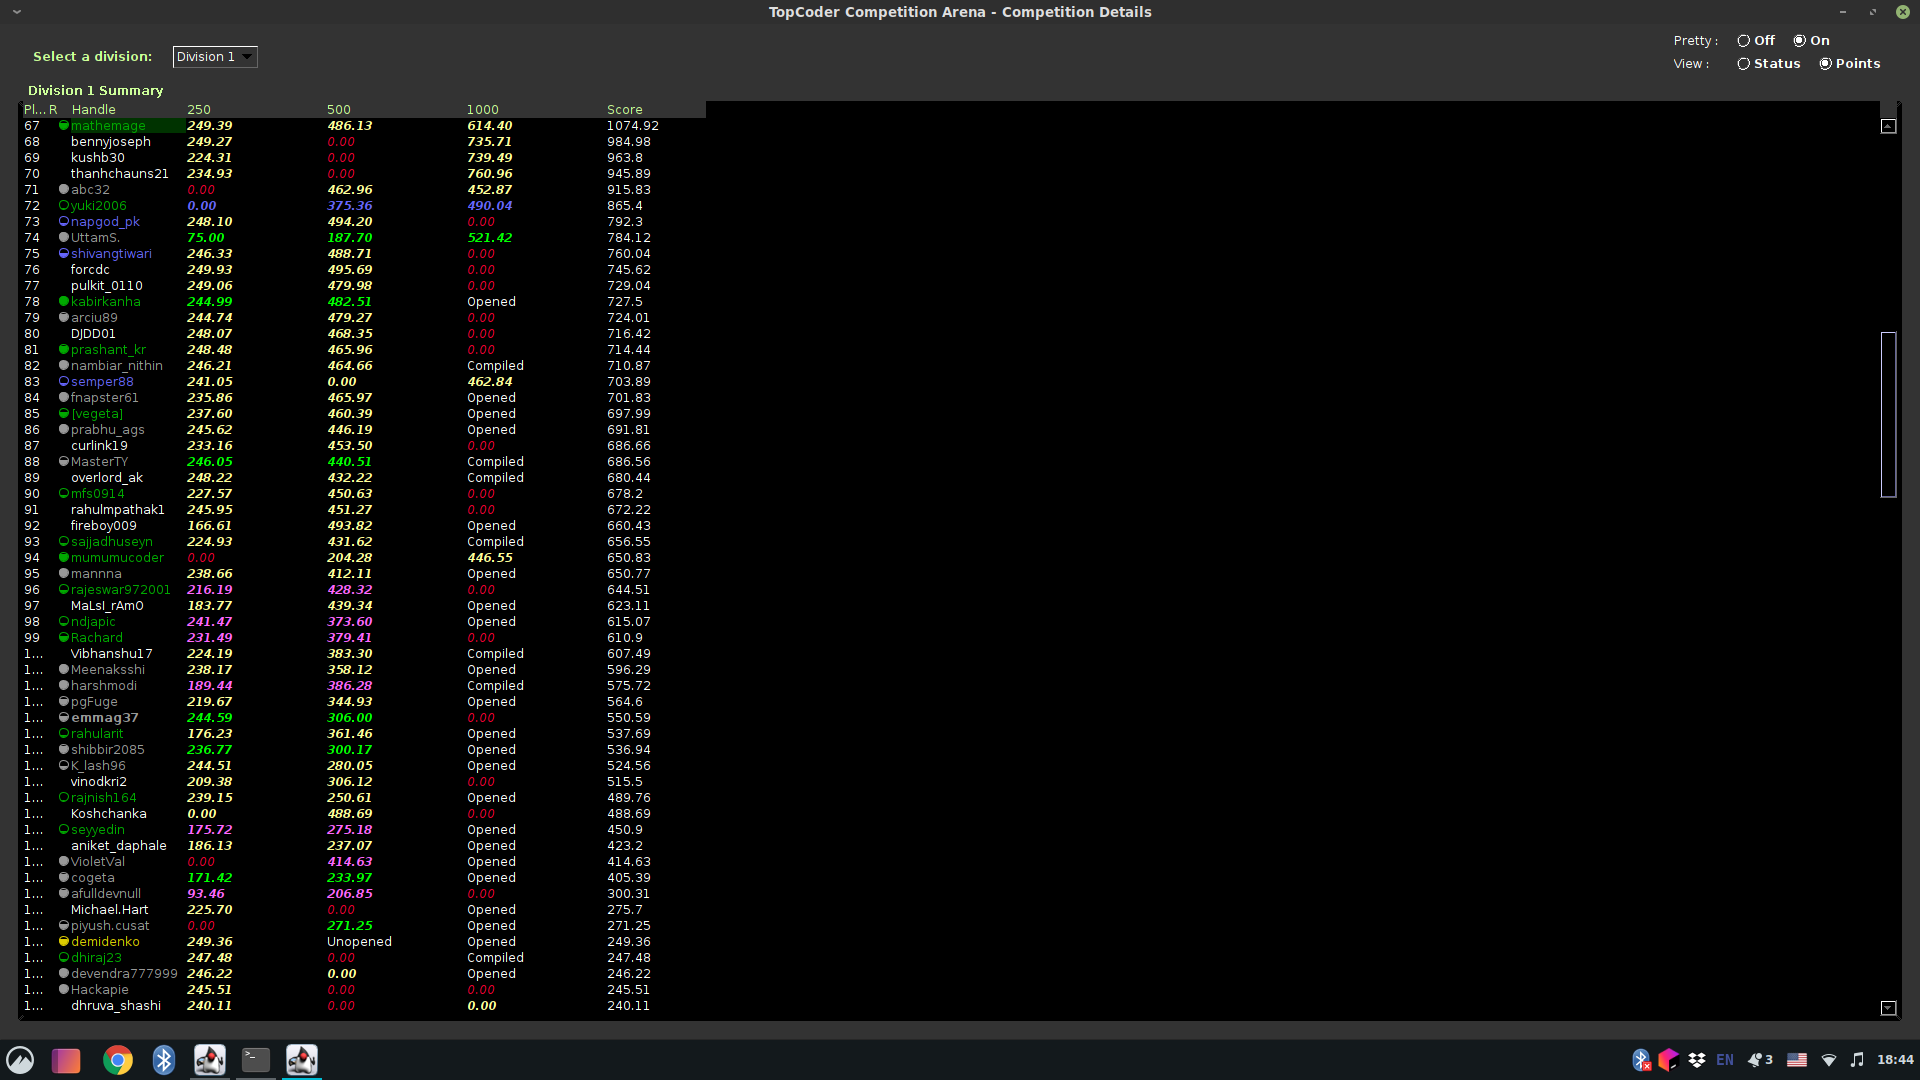 TopCoder Competition Arena - Competition Details
Select a division: Division 1
Pretty : Off On
View : Status Points
Division 1 Summary
Pl... R Handle 250 500 1000 Score
67 mathemage 249.39 486.13 614.40 1074.92
68 bennyjoseph 249.27 0.00 735.71 984.98
69 kushb30 224.31 0.00 739.49 963.8
70 thanhchauns21 234.93 0.00 760.96 945.89
71 abc32 0.00 462.96 452.87 915.83
72 yuki2006 0.00 375.36 490.04 865.4
73 napgod_pk 248.10 494.20 0.00 792.3
74 UttamS. 75.00 187.70 521.42 784.12
75 shivangtiwari 246.33 488.71 0.00 760.04
76 forcdc 249.93 495.69 0.00 745.62
77 pulkit_0110 249.06 479.98 0.00 729.04
78 kabirkanha 244.99 482.51 Opened 727.5
79 arciu89 244.74 479.27 0.00 724.01
80 DJDD01 248.07 468.35 0.00 716.42
81 prashant_kr 248.48 465.96 0.00 714.44
82 nambiar_nithin 246.21 464.66 Compiled 710.87
83 semper88 241.05 0.00 462.84 703.89
84 fnapster61 235.86 465.97 Opened 701.83
85 [vegeta] 237.60 460.39 Opened 697.99
86 prabhu_ags 245.62 446.19 Opened 691.81
87 curlink19 233.16 453.50 0.00 686.66
88 MasterTY 246.05 440.51 Compiled 686.56
89 overlord_ak 248.22 432.22 Compiled 680.44
90 mfs0914 227.57 450.63 0.00 678.2
91 rahulmpathak1 245.95 451.27 0.00 672.22
92 fireboy009 166.61 493.82 Opened 660.43
93 sajjadhuseyn 224.93 431.62 Compiled 656.55
94 mumumucoder 0.00 204.28 446.55 650.83
95 mannna 238.66 412.11 Opened 650.77
96 rajeswar972001 216.19 428.32 0.00 644.51
97 MaLsI_rAmO 183.77 439.34 Opened 623.11
98 ndjapic 241.47 373.60 Opened 615.07
99 Rachard 231.49 379.41 0.00 610.9
1... Vibhanshu17 224.19 383.30 Compiled 607.49
1... Meenaksshi 238.17 358.12 Opened 596.29
1... harshmodi 189.44 386.28 Compiled 575.72
1... pgFuge 219.67 344.93 Opened 564.6
1... emmag37 244.59 306.00 0.00 550.59
1... rahularit 176.23 361.46 Opened 537.69
1... shibbir2085 236.77 300.17 Opened 536.94
1... K_lash96 244.51 280.05 Opened 524.56
1... vinodkri2 209.38 306.12 0.00 515.5
1... rajnish164 239.15 250.61 Opened 489.76
1... Koshchanka 0.00 488.69 0.00 488.69
1... seyyedin 175.72 275.18 Opened 450.9
1... aniket_daphale 186.13 237.07 Opened 423.2
1... VioletVal 0.00 414.63 Opened 414.63
1... cogeta 171.42 233.97 Opened 405.39
1... afulldevnull 93.46 206.85 0.00 300.31
1... Michael.Hart 225.70 0.00 Opened 275.7
1... piyush.cusat 0.00 271.25 Opened 271.25
1... demidenko 249.36 Unopened Opened 249.36
1... dhiraj23 247.48 0.00 Compiled 247.48
1... devendra777999 246.22 0.00 Opened 246.22
1... Hackapie 245.51 0.00 0.00 245.51
1... dhruva_shashi 240.11 0.00 0.00 240.11
EN 3 18:44